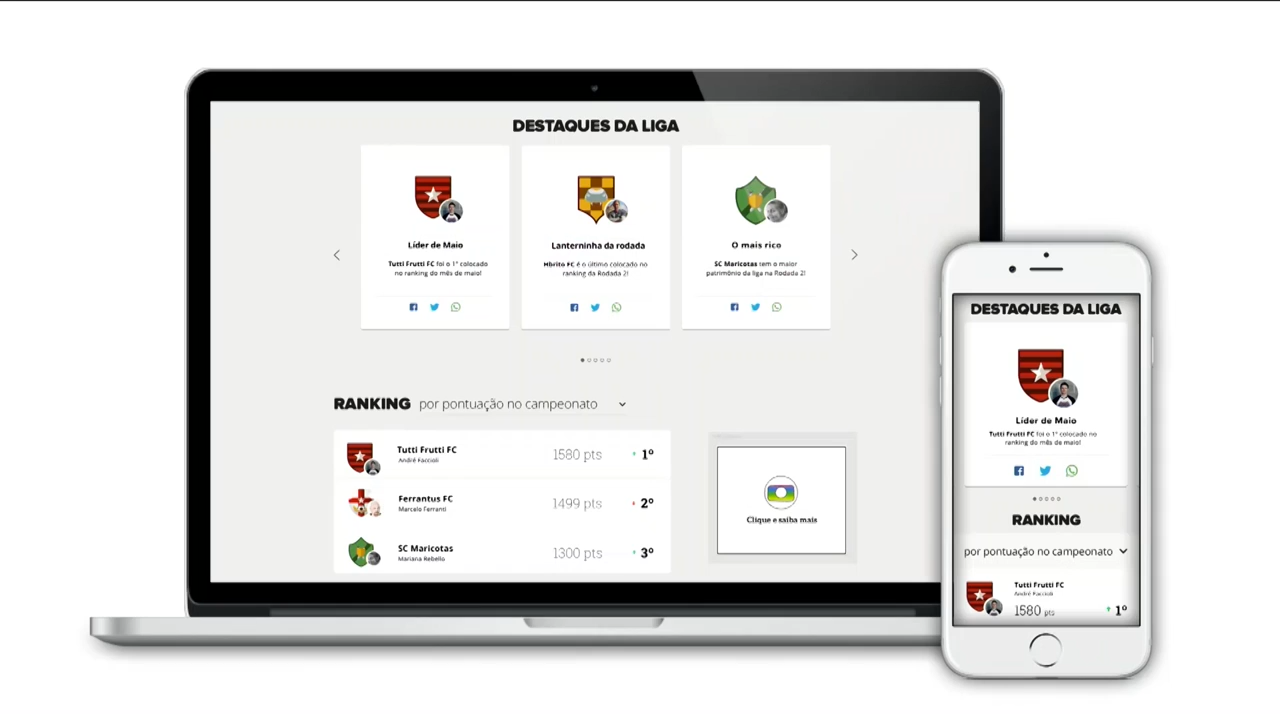 DESTAQUES DA LIGA
Líder de Maio
Tutti Frutti FC foi o 1º colocado
no ranking do mês de maio!
Lanterninha da rodada
Mbrito FC é o último colocado no
ranking da Rodada 2!
O mais rico
SC Maricotas tem o maior
patrimônio da liga na Rodada 2!
RANKING por pontuação no campeonato
Tutti Frutti FC
André Faccioli
1580 pts
1º
Ferrantus FC
Marcelo Ferranti
1499 pts
2º
SC Maricotas
Mariana Rebello
1300 pts
3º
Clique e saiba mais
DESTAQUES DA LIGA
Líder de Maio
Tutti Frutti FC foi o 1º colocado no
ranking do mês de maio!
RANKING
por pontuação no campeonato
Tutti Frutti FC
André Faccioli
1580 pts
1º